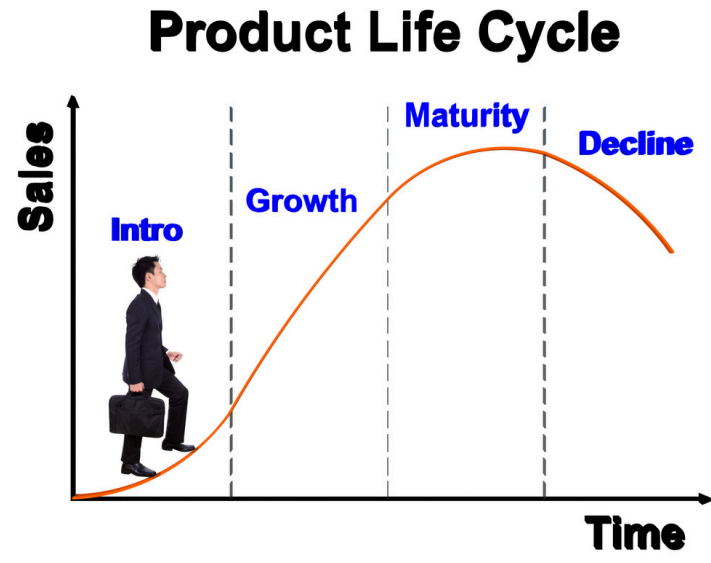 Product Life Cycle
Sales
Intro
Growth
Maturity
Decline
Time